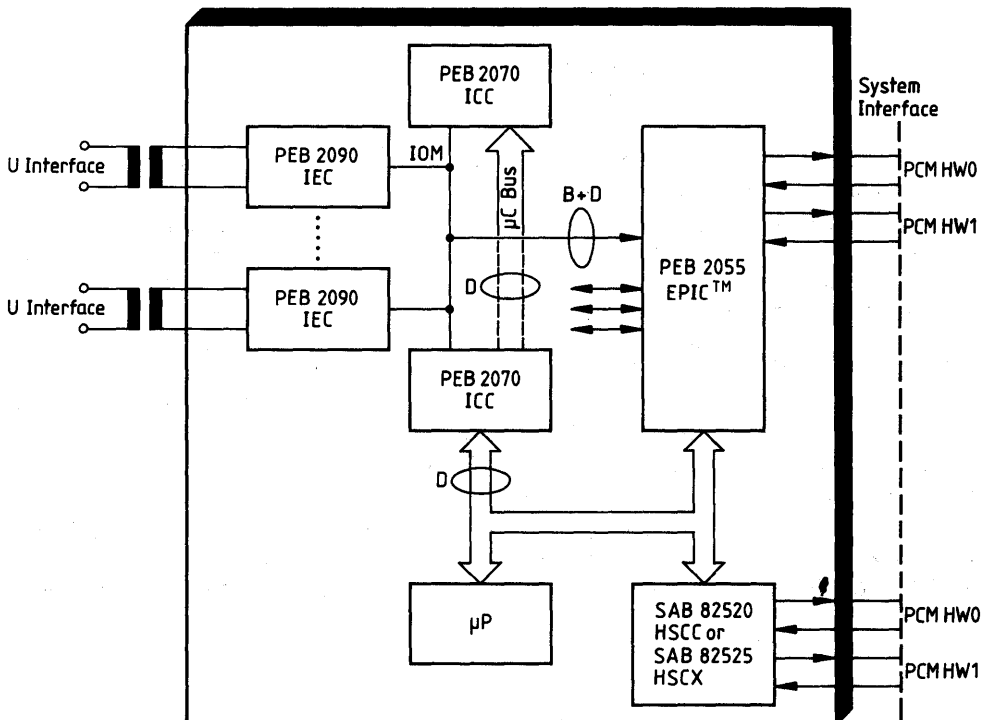 PEB 2070
ICC
System
Interface
U Interface
PEB 2090
IEC
IOM
µC Bus
B+D
PCM HW0
PCM HW1
PEB 2055
EPIC™
D
U Interface
PEB 2090
IEC
PEB 2070
ICC
D
µP
SAB 82520
HSCC or
SAB 82525
HSCX
PCM HW0
PCM HW1